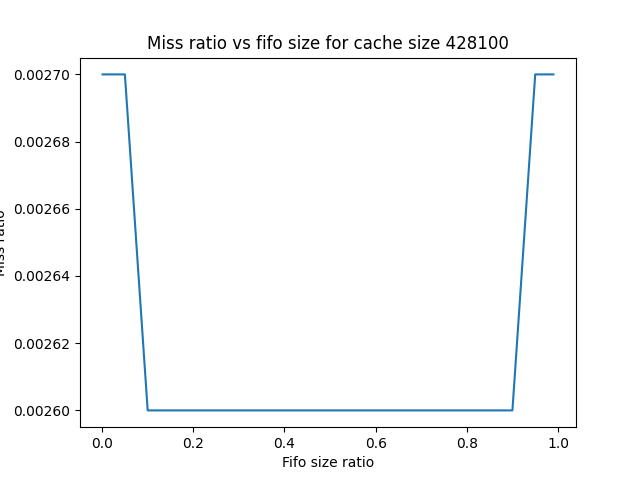 Miss ratio vs fifo size for cache size 428100
0.00270
0.00268
0.00266
0.00264
0.00262
0.00260
Miss ratio
0.0 0.2 0.4 0.6 0.8 1.0
Fifo size ratio